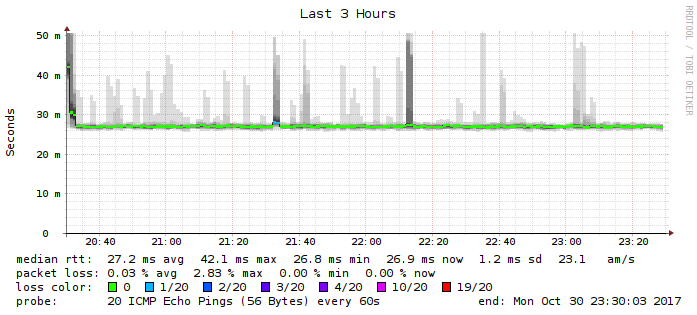 Last 3 Hours
RRDTOOL / TOBI OETIKER
Seconds
50 m
40 m
30 m
20 m
10 m
0
20:40 21:00 21:20 21:40 22:00 22:20 22:40 23:00 23:20
median rtt: 27.2 ms avg 42.1 ms max 26.8 ms min 26.9 ms now 1.2 ms sd 23.1 am/s
packet loss: 0.03 % avg 2.83 % max 0.00 % min 0.00 % now
loss color: 0 1/20 2/20 3/20 4/20 10/20 19/20
probe: 20 ICMP Echo Pings (56 Bytes) every 60s end: Mon Oct 30 23:30:03 2017